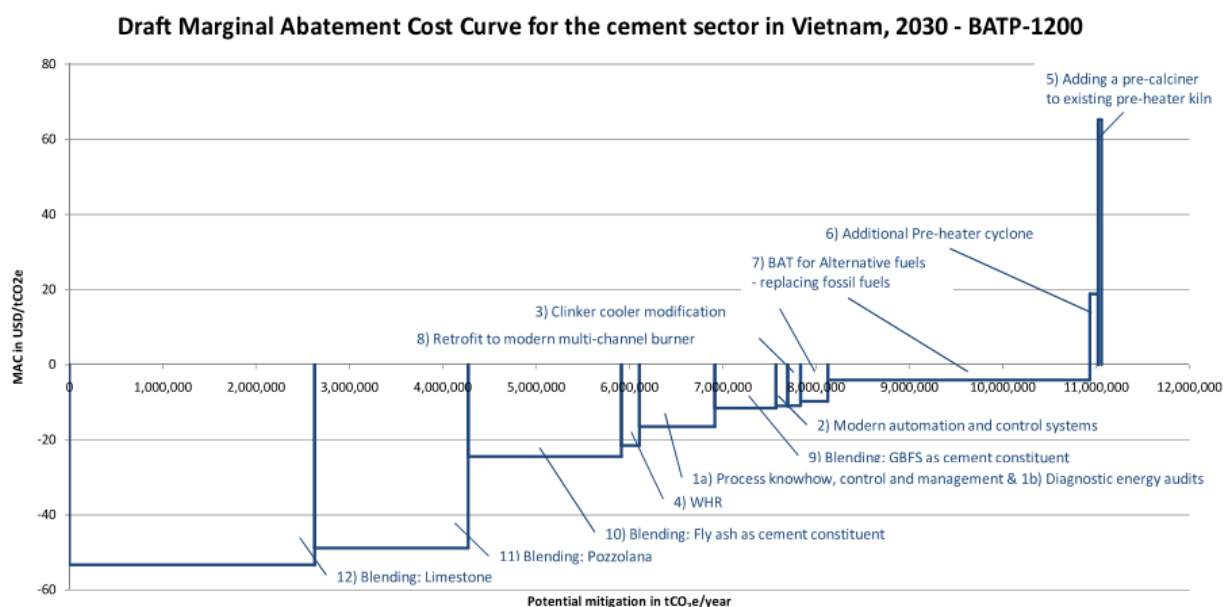 Draft Marginal Abatement Cost Curve for the cement sector in Vietnam, 2030 - BATP-1200
80
60
40
20
0
-20
-40
-60
MAC in USD/tCO2e
5) Adding a pre-calciner
to existing pre-heater kiln
6) Additional Pre-heater cyclone
7) BAT for Alternative fuels
- replacing fossil fuels
3) Clinker cooler modification
8) Retrofit to modern multi-channel burner
0 1,000,000 2,000,000 3,000,000 4,000,000 5,000,000 6,000,000 7,000,000 8,000,000 9,000,000 10,000,000 11,000,000 12,000,000
2) Modern automation and control systems
9) Blending: GBFS as cement constituent
1a) Process knowhow, control and management & 1b) Diagnostic energy audits
4) WHR
10) Blending: Fly ash as cement constituent
11) Blending: Pozzolana
12) Blending: Limestone
Potential mitigation in tCO₂e/year